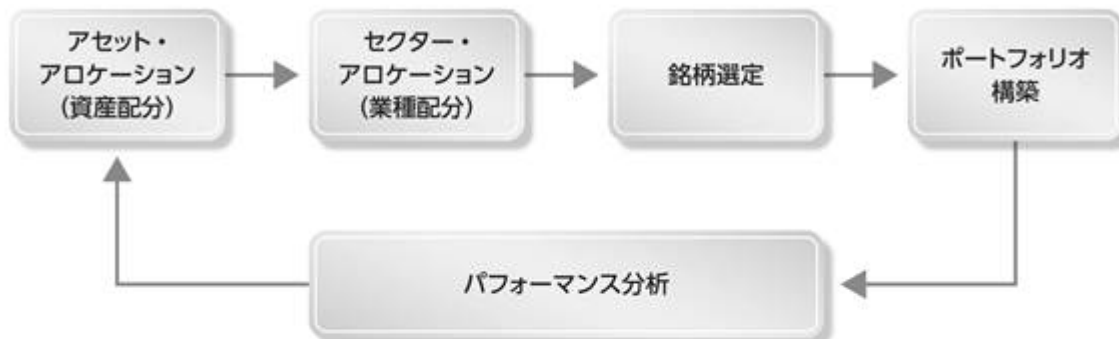 アセット・
アロケーション
(資産配分)
セクター・
アロケーション
(業種配分)
銘柄選定
ポートフォリオ
構築
パフォーマンス分析